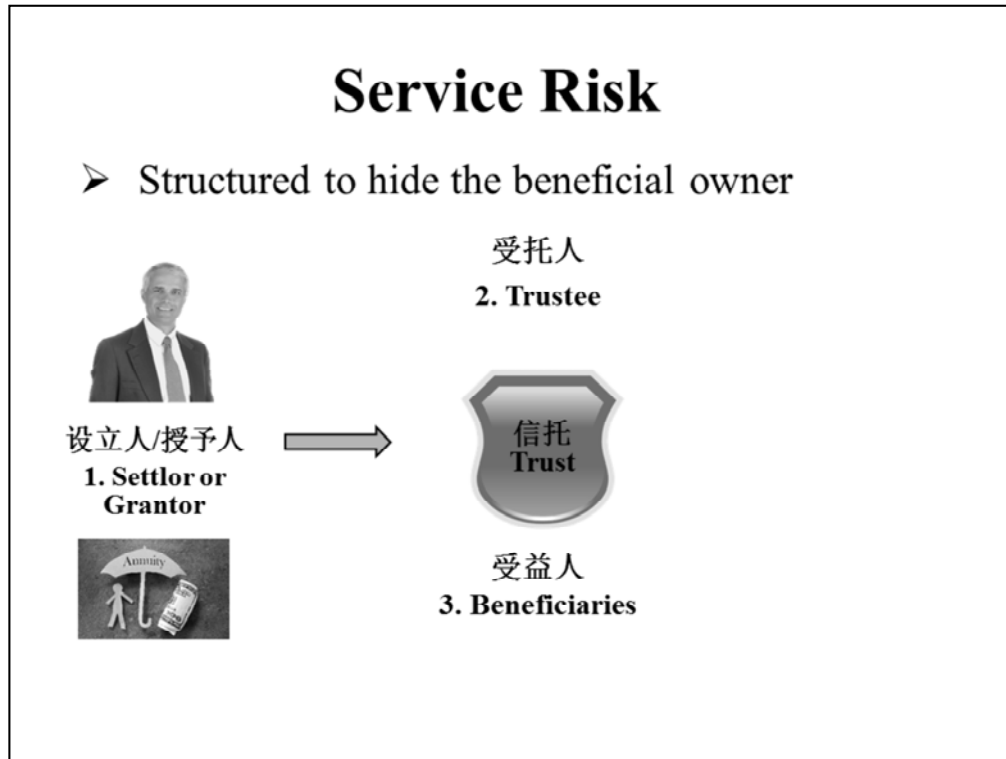 Service Risk
➢ Structured to hide the beneficial owner
受托人
2. Trustee
设立人/授予人
1. Settlor or
Grantor
信托
Trust
Annuity
受益人
3. Beneficiaries